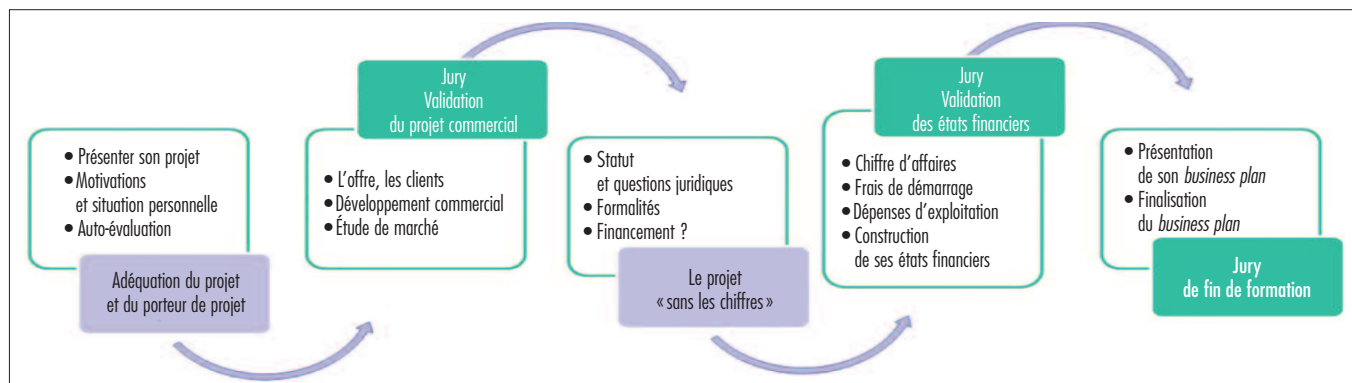 • Présenter son projet
• Motivations
et situation personnelle
• Auto-évaluation
Adéquation du projet
et du porteur de projet
Jury
Validation
du projet commercial
• L'offre, les clients
• Développement commercial
• Étude de marché
• Statut
et questions juridiques
• Formalités
• Financement ?
Le projet
« sans les chiffres »
Jury
Validation
des états financiers
• Chiffre d'affaires
• Frais de démarrage
• Dépenses d'exploitation
• Construction
de ses états financiers
• Présentation
de son business plan
• Finalisation
du business plan
Jury
de fin de formation